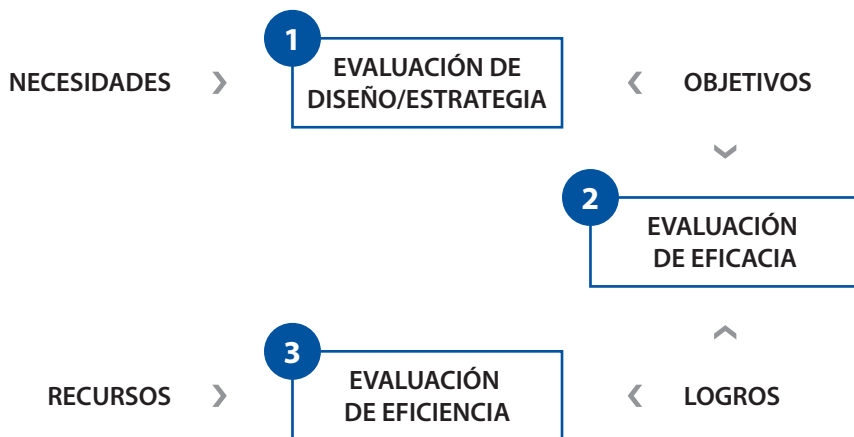 1
NECESIDADES
EVALUACIÓN DE
DISEÑO/ESTRATEGIA
OBJETIVOS
2
EVALUACIÓN
DE EFICACIA
3
RECURSOS
EVALUACIÓN
DE EFICIENCIA
LOGROS